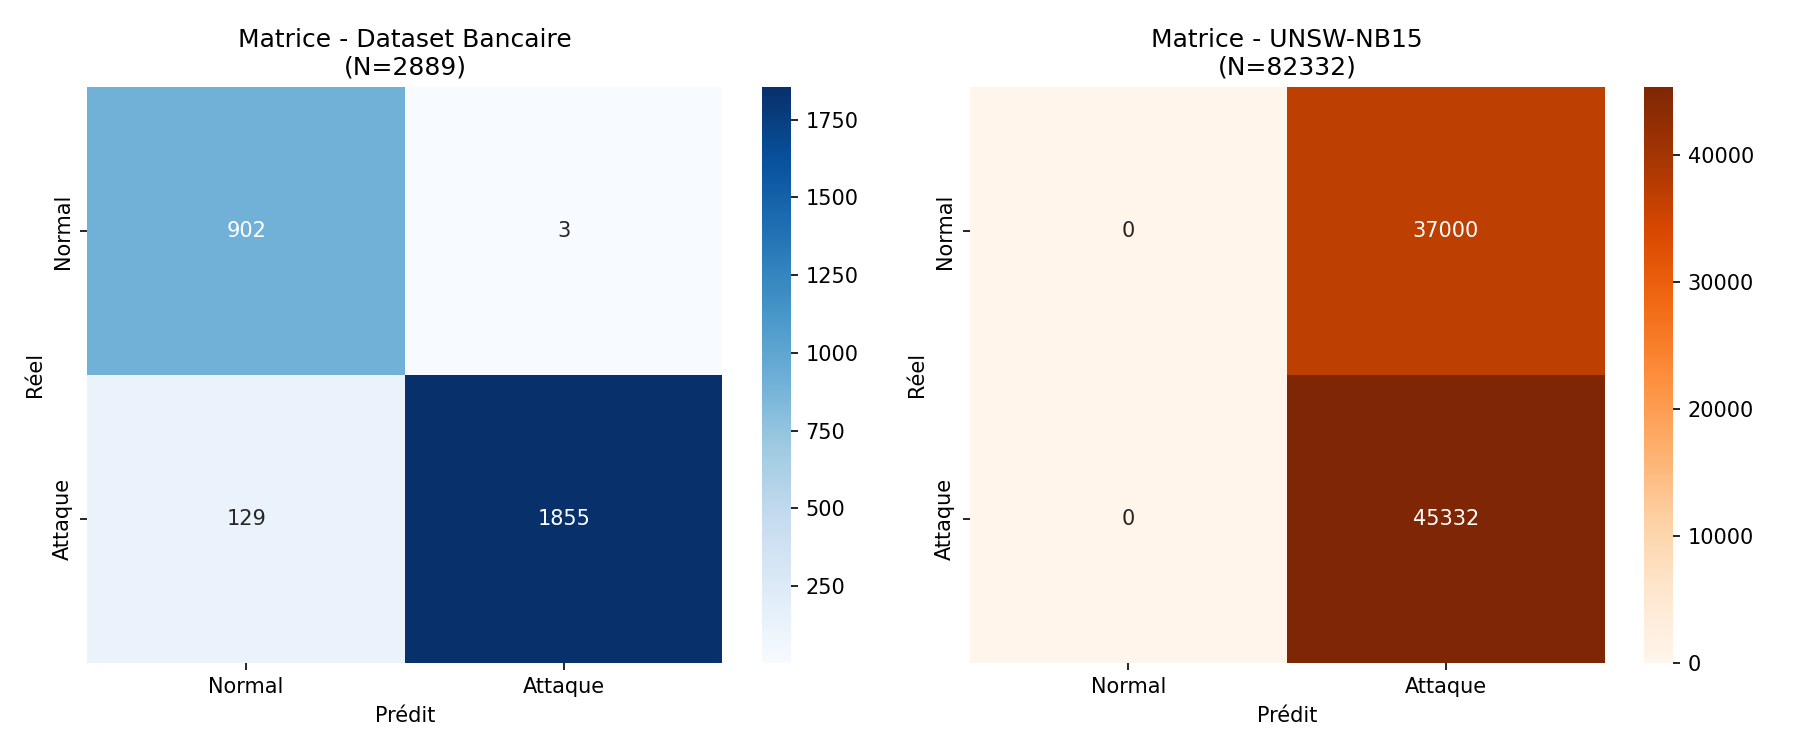 Matrice - Dataset Bancaire
(N=2889)
Réel
Normal
Attaque
902
3
129
1855
Normal
Attaque
Prédit
1750
1500
1250
1000
750
500
250
Matrice - UNSW-NB15
(N=82332)
Réel
Normal
Attaque
0
37000
0
45332
Normal
Attaque
Prédit
40000
30000
20000
10000
0